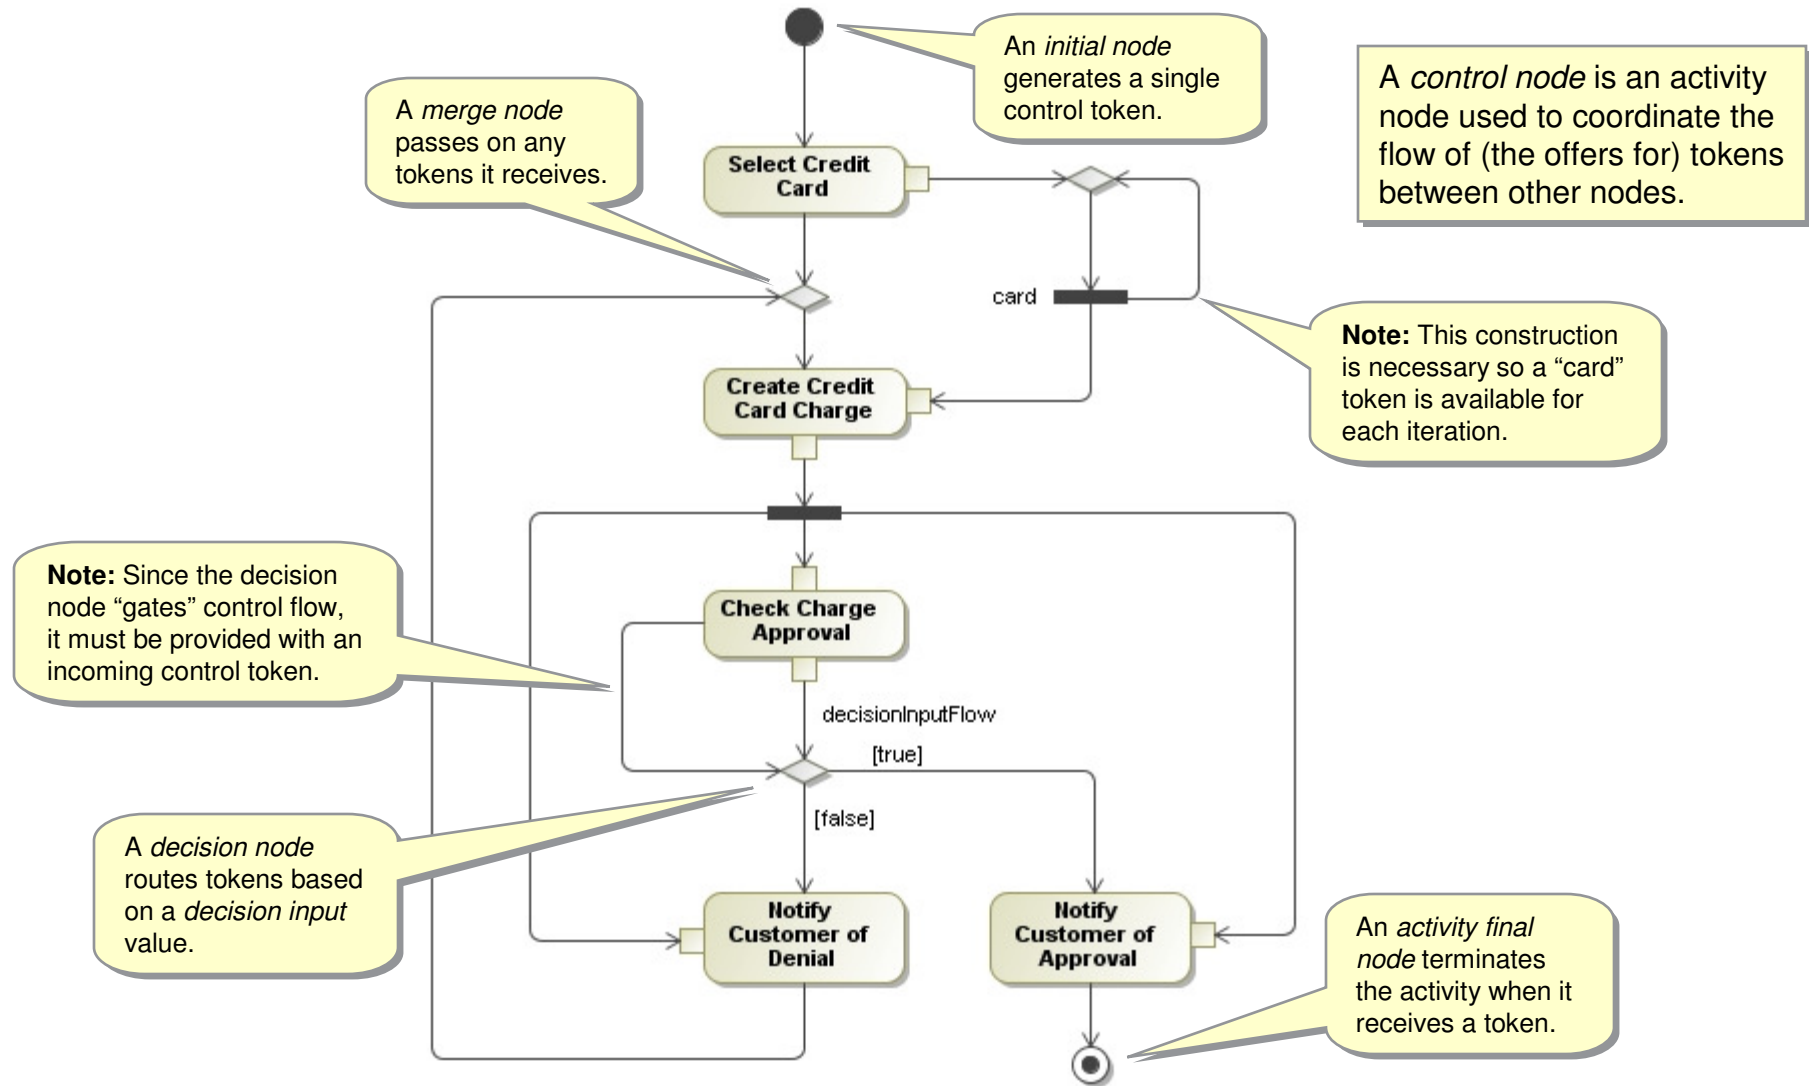 An initial node
generates a single
control token.
A control node is an activity
node used to coordinate the
flow of (the offers for) tokens
between other nodes.
A merge node
passes on any
tokens it receives.
Select Credit
Card
card
Note: This construction
is necessary so a “card”
token is available for
each iteration.
Create Credit
Card Charge
Note: Since the decision
node “gates” control flow,
it must be provided with an
incoming control token.
Check Charge
Approval
decisionInputFlow
[true]
[false]
A decision node
routes tokens based
on a decision input
value.
Notify
Customer of
Denial
Notify
Customer of
Approval
An activity final
node terminates
the activity when it
receives a token.